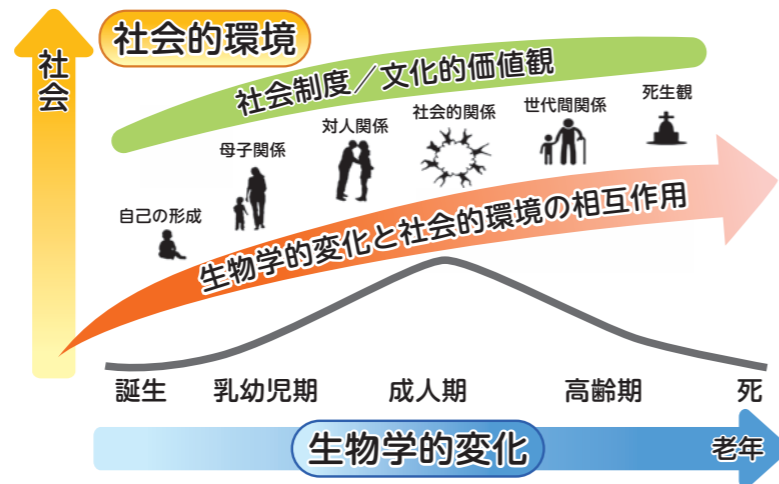 社会的環境
社会
社会制度／文化的価値観
自己の形成
母子関係
対人関係
社会的関係
世代間関係
死生観
生物学的変化と社会的環境の相互作用
誕生
乳幼児期
成人期
高齢期
死
生物学的変化
老年